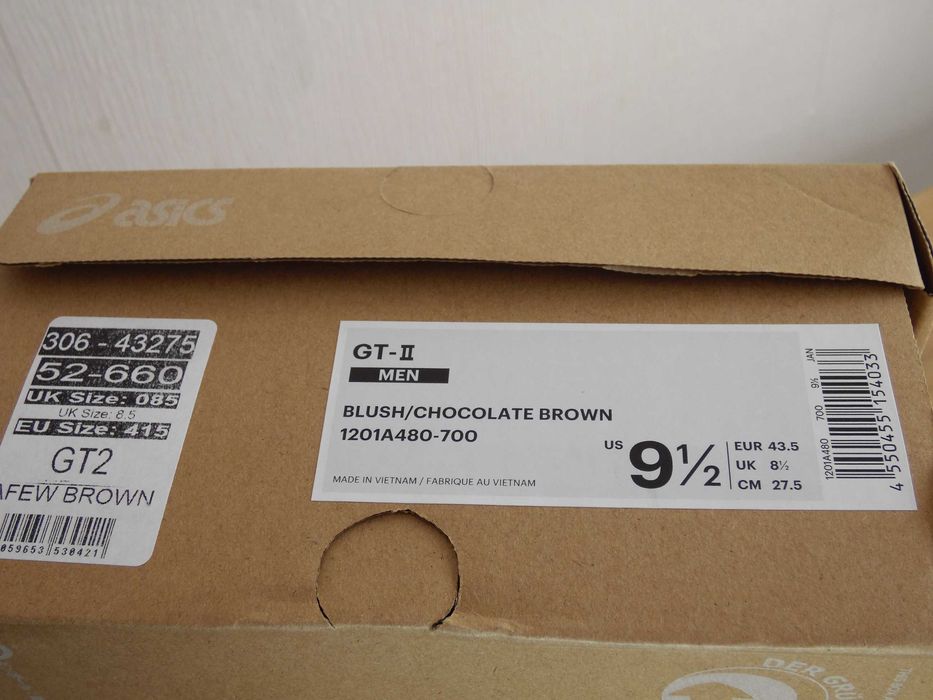 asics
306 - 43275
52-660
UK Size: 085
UK Size: 8.5
EU Size: 415
GT2
AFEW BROWN
059653 530421
GT-II
MEN
BLUSH/CHOCOLATE BROWN
1201A480-700
MADE IN VIETNAM / FABRIQUE AU VIETNAM
US 9½
EUR 43.5
UK 8½
CM 27.5
1201A480 700 9½ JAN
4 550455 154033
DER